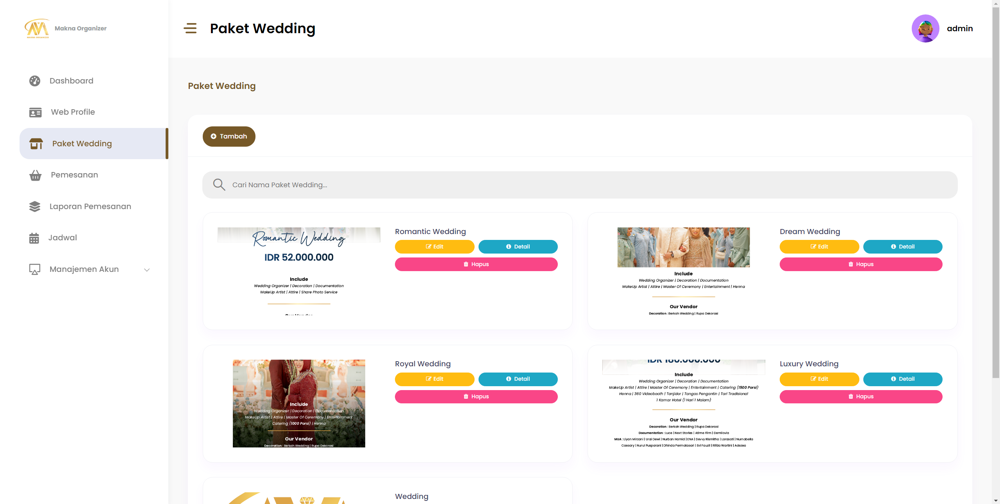 MAKNA ORGANIZER
Makna Organizer
Paket Wedding
admin
Dashboard
Web Profile
Paket Wedding
Pemesanan
Laporan Pemesanan
Jadwal
Manajemen Akun
Paket Wedding
Tambah
Cari Nama Paket Wedding...
Romantic Wedding
IDR 52.000.000
Include
Wedding Organizer | Decoration | Documentation
MakeUp Artist | Attire | Share Photo Service
Our Vendor
Romantic Wedding
Edit
Detail
Hapus
Include
Wedding Organizer | Decoration | Documentation
MakeUp Artist | Attire | Master Of Ceremony | Entertainment | Henna
Our Vendor
Decoration : Berkah Wedding | Rupa Dekorasi
Dream Wedding
Edit
Detail
Hapus
Include
Wedding Organizer | Decoration | Documentation
MakeUp Artist | Attire | Master Of Ceremony | Entertainment
Catering (1000 Porsi) | Henna
Our Vendor
Decoration : Berkah Wedding | Rupa Dekorasi
Royal Wedding
Edit
Detail
Hapus
IDR 180.000.000
Include
Wedding Organizer | Decoration | Documentation
MakeUp Artist | Attire | Master Of Ceremony | Entertainment | Catering (1500 Porsi)
Henna | 360 Videobooth | Tanjidor | Tangas Pengantin | Tari Tradisional
1 Kamar Hotel (1 Hari 1 Malam)
Our Vendor
Decoration : Berkah Wedding | Rupa Dekorasi
Documentation : Luce | Next Stories | Atime Film | Demilovia
MUA : Liyan Mirzani | Urai Dewi | Nurban Hamid | ENA | Devvy Rismitha | Larasati | Nurnabella
Caesary | Nurul Pusparani | Dhinda Permatasari | Evi Fauzil | Rifda Wartini | Adezea
Luxury Wedding
Edit
Detail
Hapus
Wedding